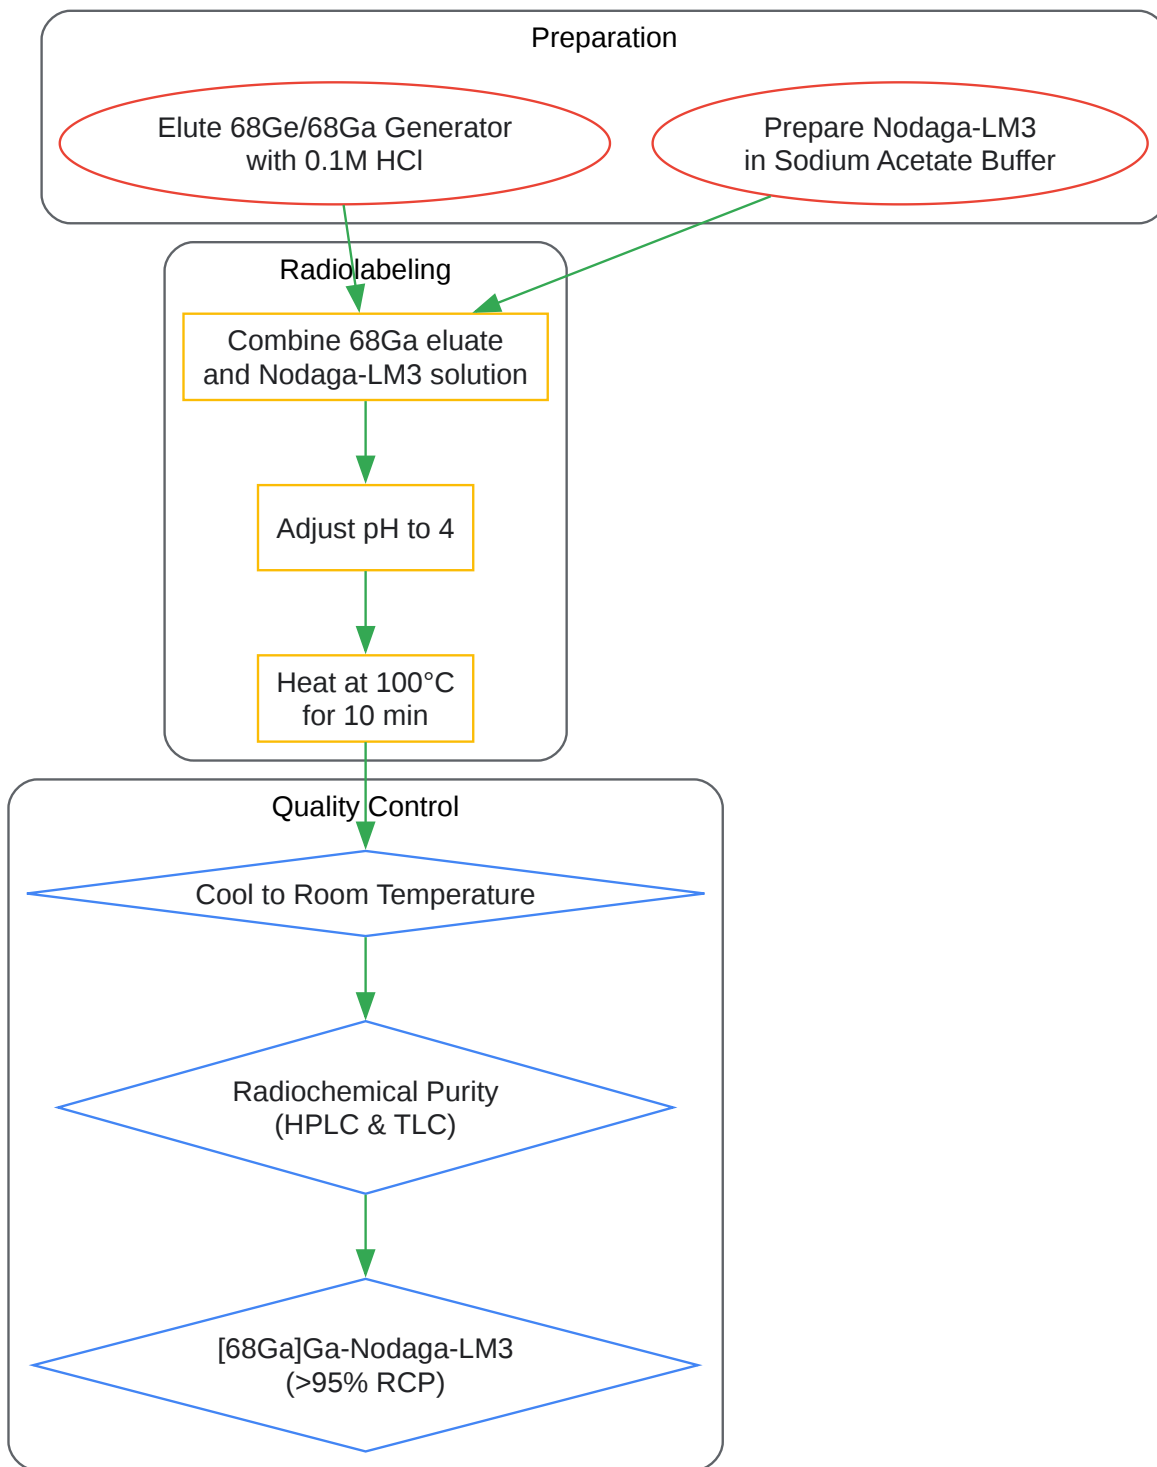 Preparation
Elute 68Ge/68Ga Generator
with 0.1M HCl
Prepare Nodaga-LM3
in Sodium Acetate Buffer
Radiolabeling
Combine 68Ga eluate
and Nodaga-LM3 solution
Adjust pH to 4
Heat at 100°C
for 10 min
Quality Control
Cool to Room Temperature
Radiochemical Purity
(HPLC & TLC)
[68Ga]Ga-Nodaga-LM3
(>95% RCP)